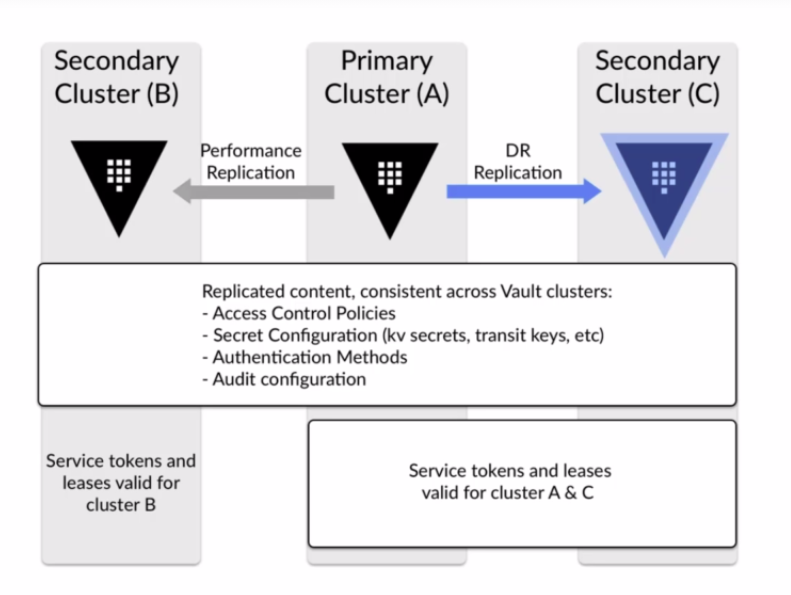 Secondary
Cluster (B)
Primary
Cluster (A)
Secondary
Cluster (C)
Performance
Replication
DR
Replication
Replicated content, consistent across Vault clusters:
- Access Control Policies
- Secret Configuration (kv secrets, transit keys, etc)
- Authentication Methods
- Audit configuration
Service tokens and
leases valid for
cluster B
Service tokens and leases
valid for cluster A & C